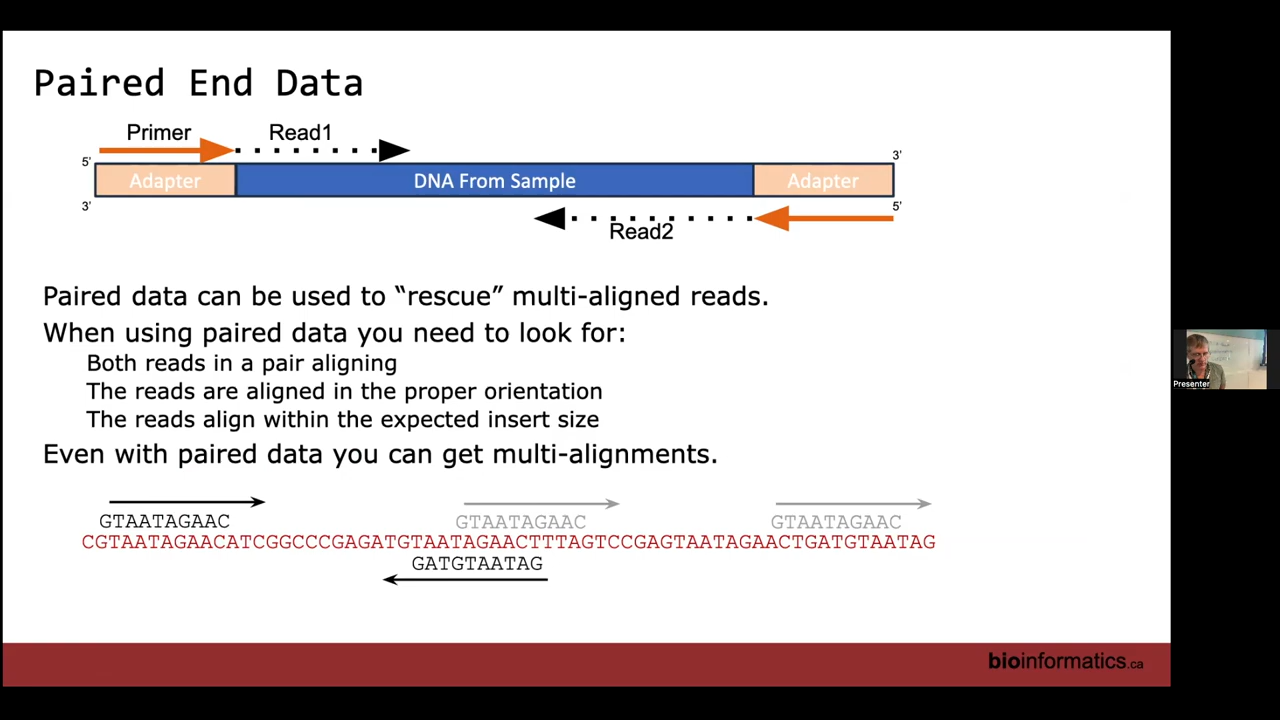 Paired End Data
Primer Read1
5' 3'
Adapter DNA From Sample Adapter
3' 5'
Read2
Paired data can be used to “rescue” multi-aligned reads.
When using paired data you need to look for:
Both reads in a pair aligning
The reads are aligned in the proper orientation
The reads align within the expected insert size
Even with paired data you can get multi-alignments.
GTAATAGAAC GTAATAGAAC GTAATAGAAC
CGTAATAGAACATCGGCCCGAGATGTAATAGAACTTTAGTCCGAGTAATAGAACTGATGTAATAG
GATGTAATAG
Presenter
bioinformatics.ca